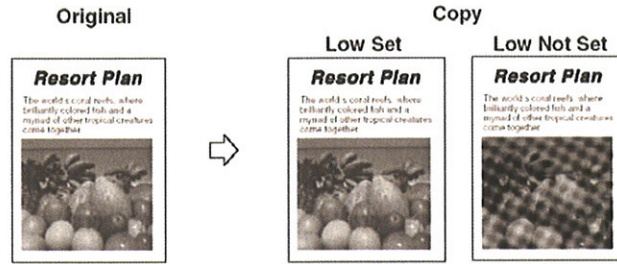 Original
Copy
Low Set
Low Not Set
Resort Plan
The world s coral reefs, where
brilliantly colored fish and a
myriad of other tropical creatures
come together
Resort Plan
The world s coral reefs, where
brilliantly colored fish and a
myriad of other tropical creatures
come together
Resort Plan
The world s coral reefs, where
brilliantly colored fish and a
myriad of other tropical creatures
come together